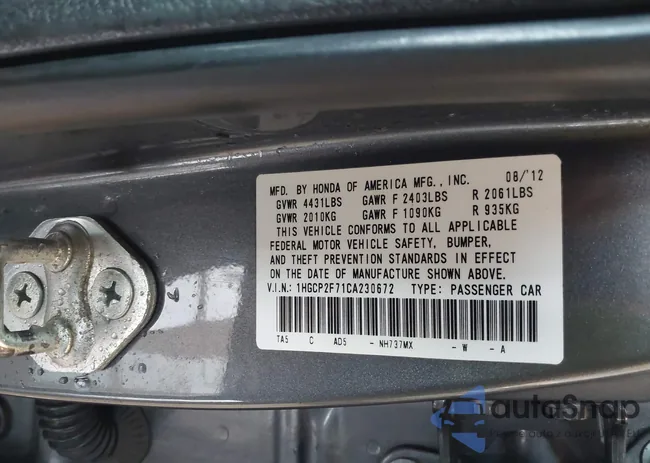 MFD. BY HONDA OF AMERICA MFG., INC. 08/'12
GVWR 4431LBS GAWR F 2403LBS R 2061LBS
GVWR 2010KG GAWR F 1090KG R 935KG
THIS VEHICLE CONFORMS TO ALL APPLICABLE
FEDERAL MOTOR VEHICLE SAFETY, BUMPER,
AND THEFT PREVENTION STANDARDS IN EFFECT
ON THE DATE OF MANUFACTURE SHOWN ABOVE.
V.I.N.: 1HGCP2F71CA230672 TYPE: PASSENGER CAR
TA5 C AD5 - NH737MX - W - A
autoSnap